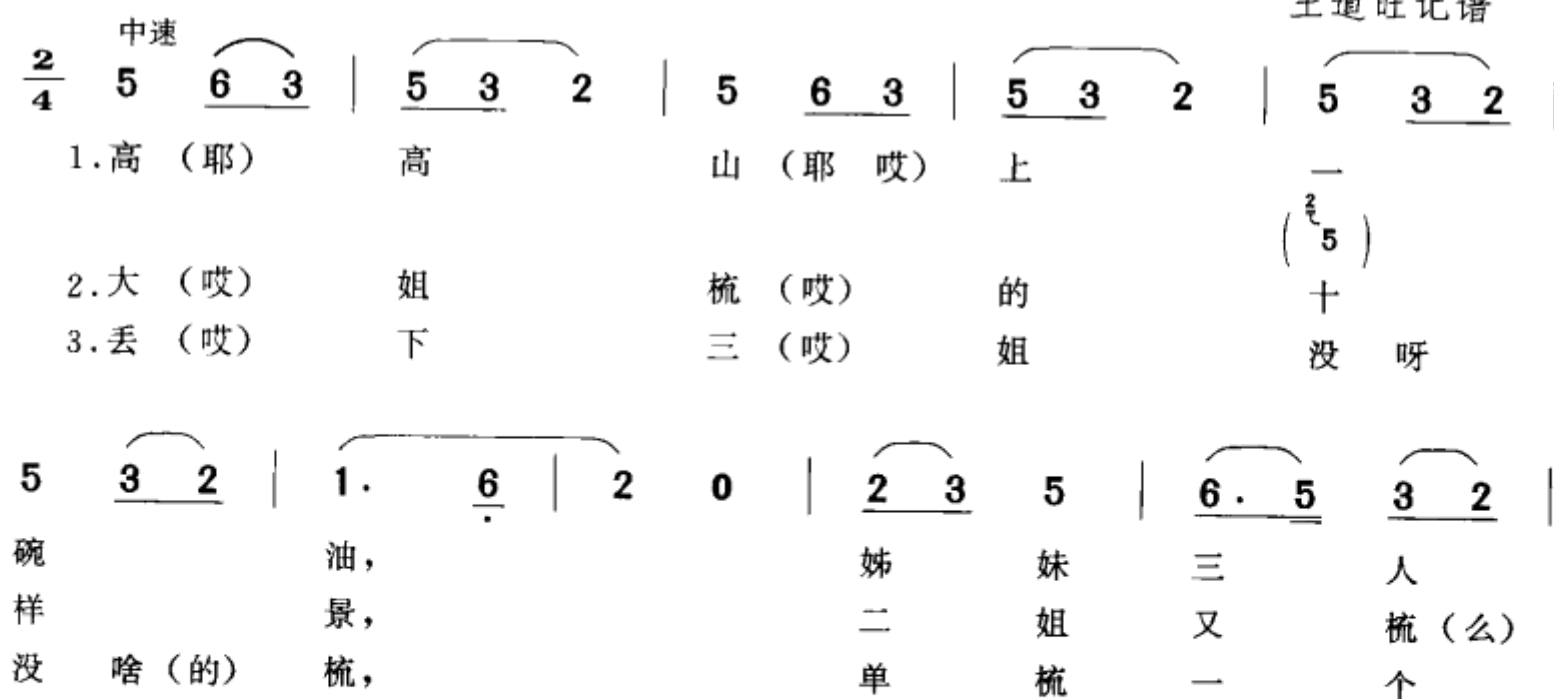 王道旺记谱
中速
2/4 5 6 3 | 5 3 2 | 5 6 3 | 5 3 2 | 5 3 2
1.高（耶） 高 山（耶 哎） 上 一
( 2 5 )
2.大（哎） 姐 梳（哎） 的 十
3.丢（哎） 下 三（哎） 姐 没 呀
5 3 2 | 1. 6 | 2 0 | 2 3 5 | 6. 5 3 2 |
碗 油， 姊 妹 三 人
样 景， 二 姐 又 梳（么）
没 啥（的） 梳， 单 梳 一 个